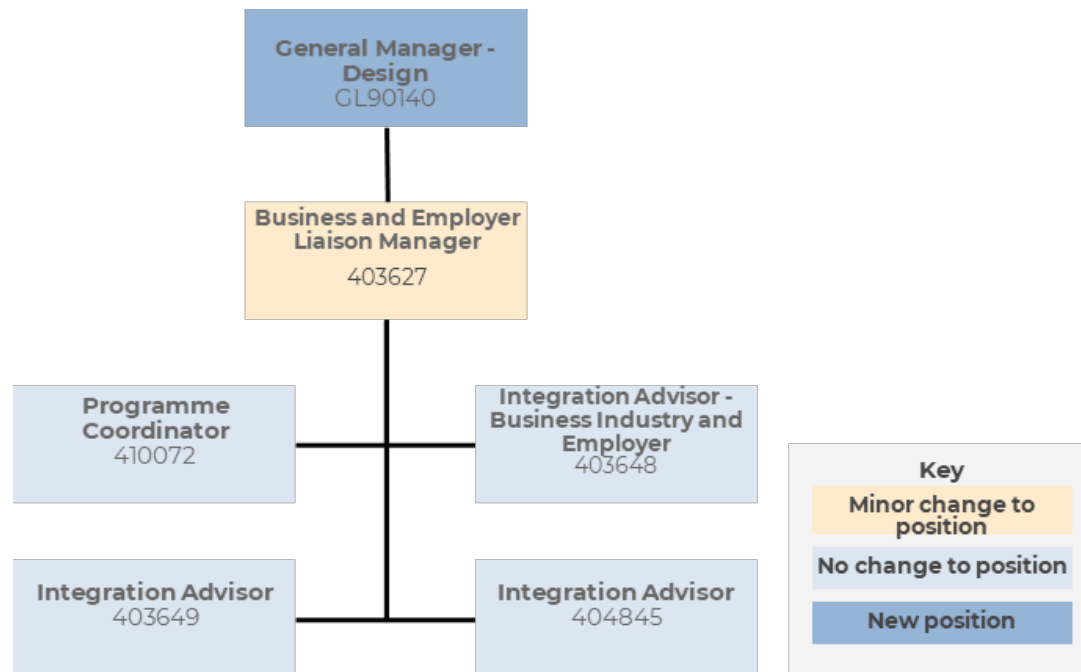 General Manager -
Design
GL90140
Business and Employer
Liaison Manager
403627
Programme
Coordinator
410072
Integration Advisor -
Business Industry and
Employer
403648
Integration Advisor
403649
Integration Advisor
404845
Key
Minor change to
position
No change to position
New position